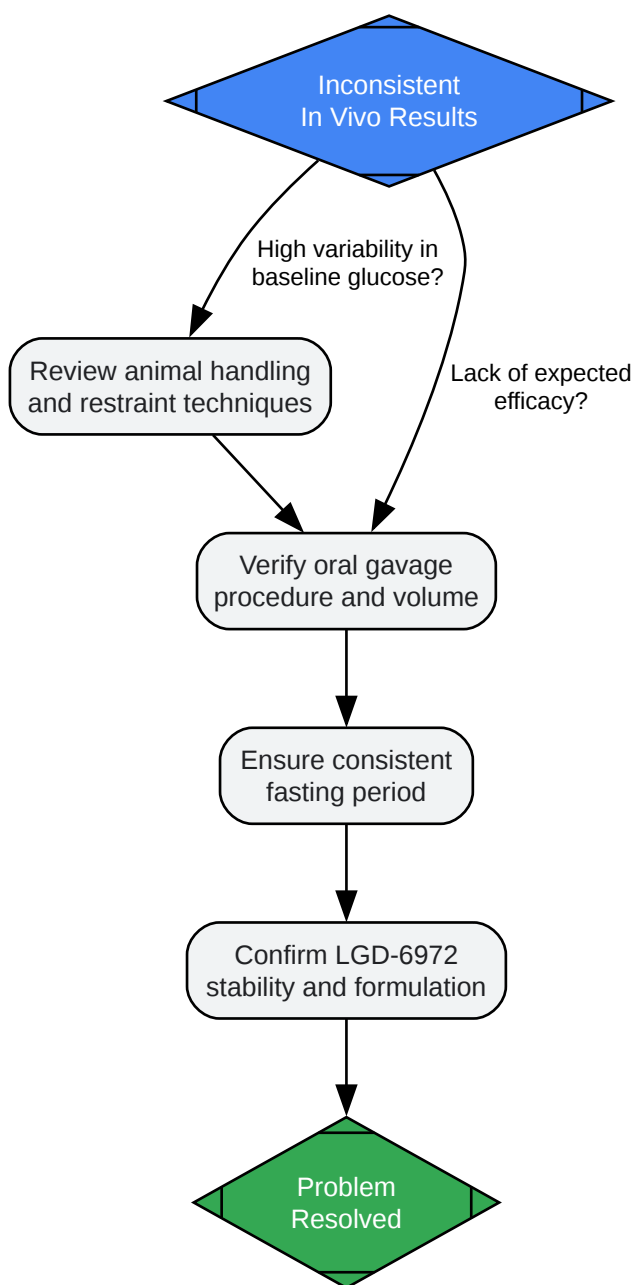 Inconsistent
In Vivo Results
High variability in
baseline glucose?
Review animal handling
and restraint techniques
Lack of expected
efficacy?
Verify oral gavage
procedure and volume
Ensure consistent
fasting period
Confirm LGD-6972
stability and formulation
Problem
Resolved